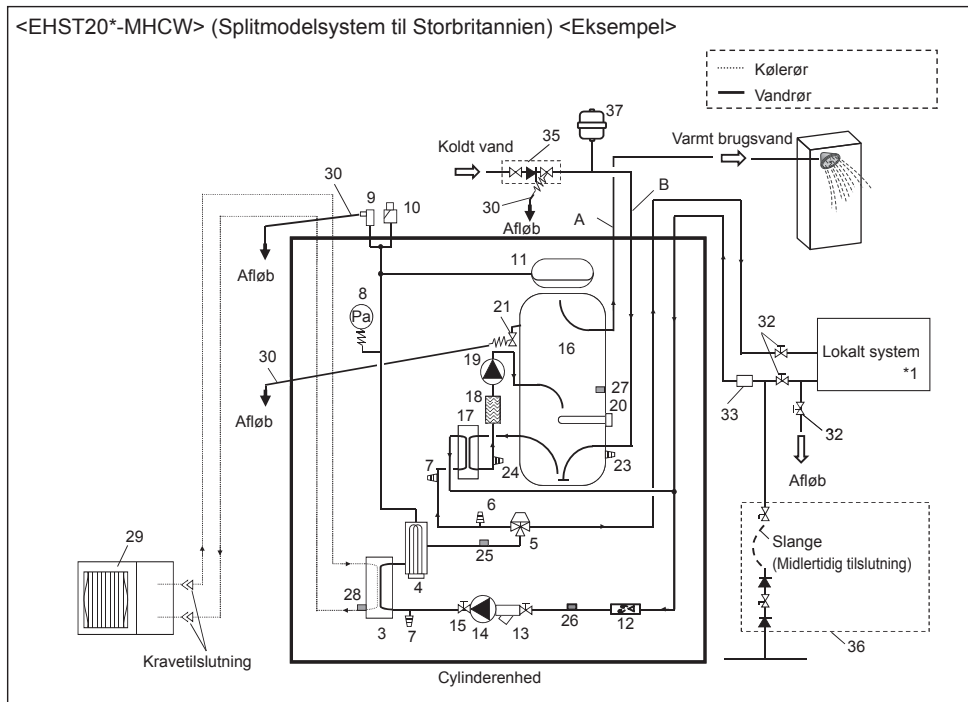 <EHST20*-MHCW> (Splitmodelsystem til Storbritannien) <Eksempel>
Kølerør
Vandrør
37
Koldt vand
35
Varmt brugsvand
30
9
10
30
B
A
Afløb
Afløb
11
8
Pa
21
16
32
Lokalt system
*1
19
30
27
18
20
33
Afløb
17
32
24
23
7
Afløb
6
5
29
25
Slange
(Midlertidig tilslutning)
4
28
3
7
15
14
13
26
12
36
Kravetilslutning
Cylinderenhed